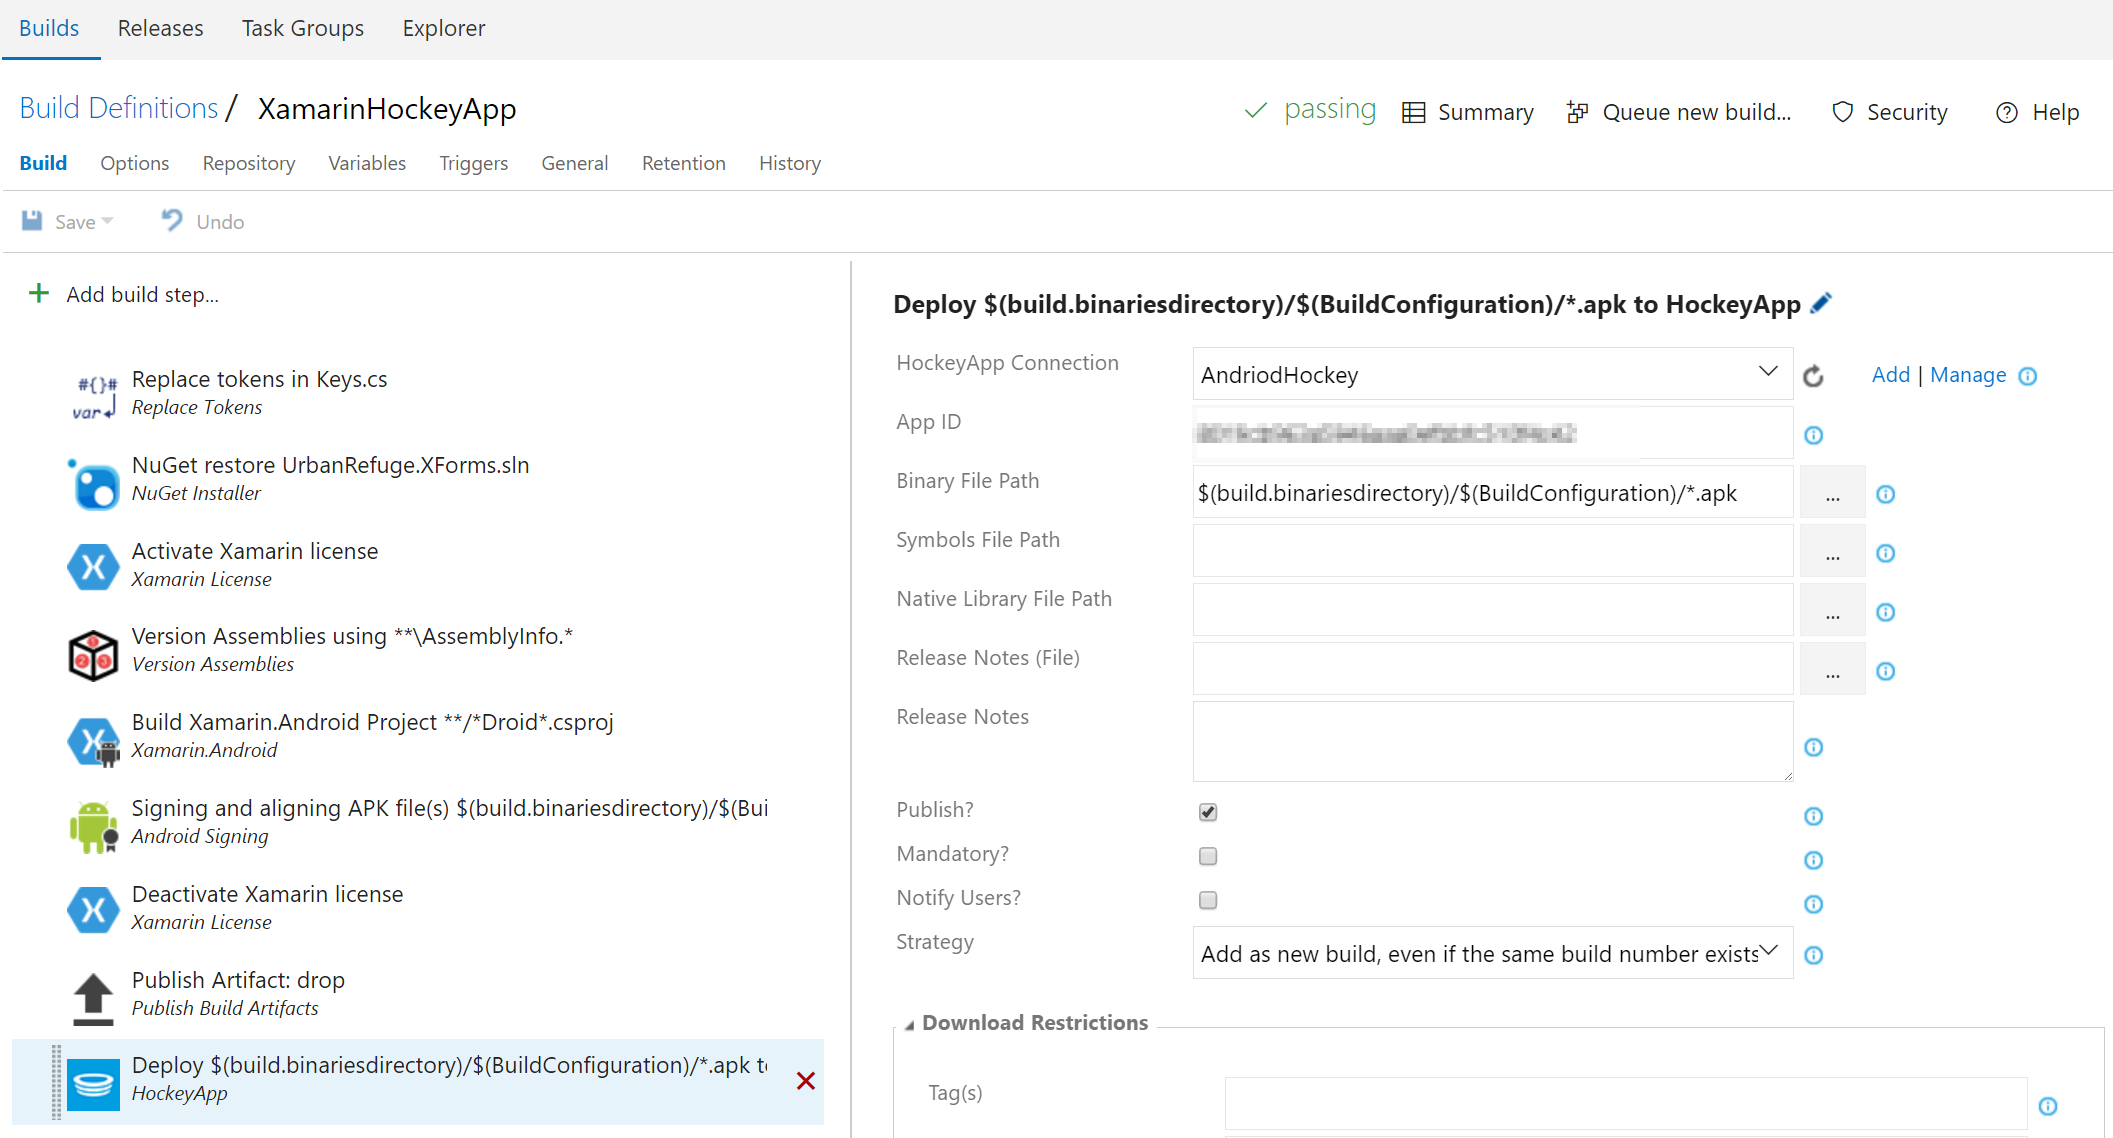 Builds Releases Task Groups Explorer
Build Definitions / XamarinHockeyApp
passing Summary Queue new build... Security Help
Build Options Repository Variables Triggers General Retention History
Save Undo
Add build step...
#{}#
var
Replace tokens in Keys.cs
Replace Tokens
NuGet restore UrbanRefuge.XForms.sln
NuGet Installer
Activate Xamarin license
Xamarin License
Version Assemblies using **\AssemblyInfo.*
Version Assemblies
Build Xamarin.Android Project **/*Droid*.csproj
Xamarin.Android
Signing and aligning APK file(s) $(build.binariesdirectory)/$(Bui
Android Signing
Deactivate Xamarin license
Xamarin License
Publish Artifact: drop
Publish Build Artifacts
Deploy $(build.binariesdirectory)/$(BuildConfiguration)/*.apk t
HockeyApp
Deploy $(build.binariesdirectory)/$(BuildConfiguration)/*.apk to HockeyApp
HockeyApp Connection
AndriodHockey
Add | Manage
App ID
Binary File Path
$(build.binariesdirectory)/$(BuildConfiguration)/*.apk
...
Symbols File Path
...
Native Library File Path
...
Release Notes (File)
...
Release Notes
Publish?
Mandatory?
Notify Users?
Strategy
Add as new build, even if the same build number exists
Download Restrictions
Tag(s)